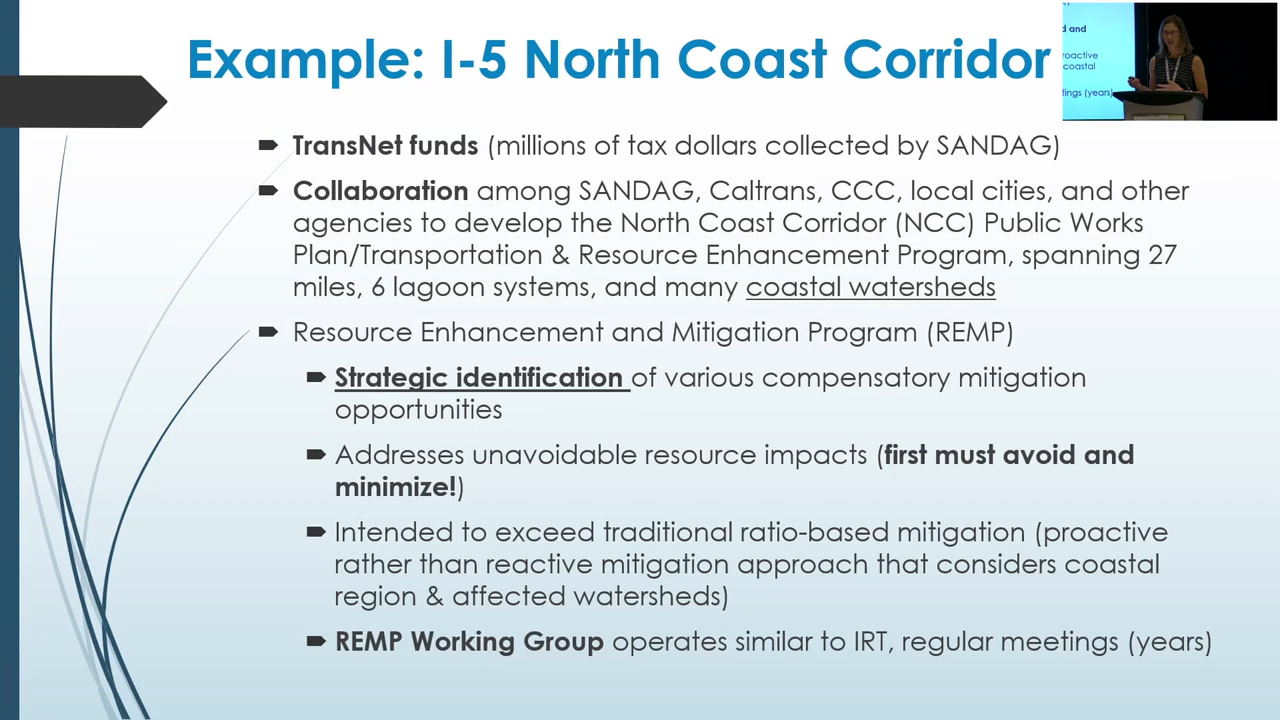 Example: I-5 North Coast Corridor
TransNet funds (millions of tax dollars collected by SANDAG)
Collaboration among SANDAG, Caltrans, CCC, local cities, and other
agencies to develop the North Coast Corridor (NCC) Public Works
Plan/Transportation & Resource Enhancement Program, spanning 27
miles, 6 lagoon systems, and many coastal watersheds
Resource Enhancement and Mitigation Program (REMP)
Strategic identification of various compensatory mitigation
opportunities
Addresses unavoidable resource impacts (first must avoid and
minimize!)
Intended to exceed traditional ratio-based mitigation (proactive
rather than reactive mitigation approach that considers coastal
region & affected watersheds)
REMP Working Group operates similar to IRT, regular meetings (years)
d and
roactive
coastal
tings (years)